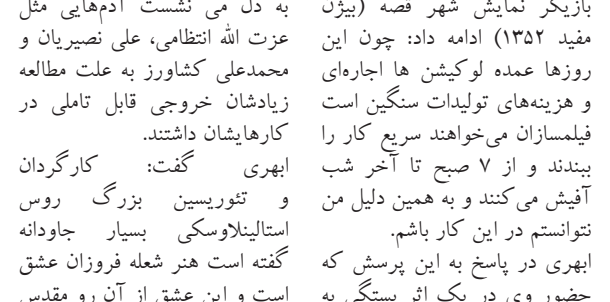 بازیگر نمایش شهر قصه (بیژن
مفید ۱۳۵۲) ادامه داد: چون این
روزها عمده لوکیشن ها اجاره‌ای
و هزینه‌های تولیدات سنگین است
فیلمسازان می‌خواهند سریع کار را
ببندند و از ۷ صبح تا آخر شب
آفیش می‌کنند و به همین دلیل من
نتوانستم در این کار باشم.
ابهری در پاسخ به این پرسش که
حضور وی در یک اثر بستگی به
به دل می نشست آدم‌هایی مثل
عزت الله انتظامی، علی نصیریان و
محمدعلی کشاورز به علت مطالعه
زیادشان خروجی قابل تاملی در
کارهایشان داشتند.
ابهری گفت: کارگردان
و تئوریسین بزرگ روس
استالینلاوسکی بسیار جاودانه
گفته است هنر شعله فروزان عشق
است و این عشق از آن رو مقدس